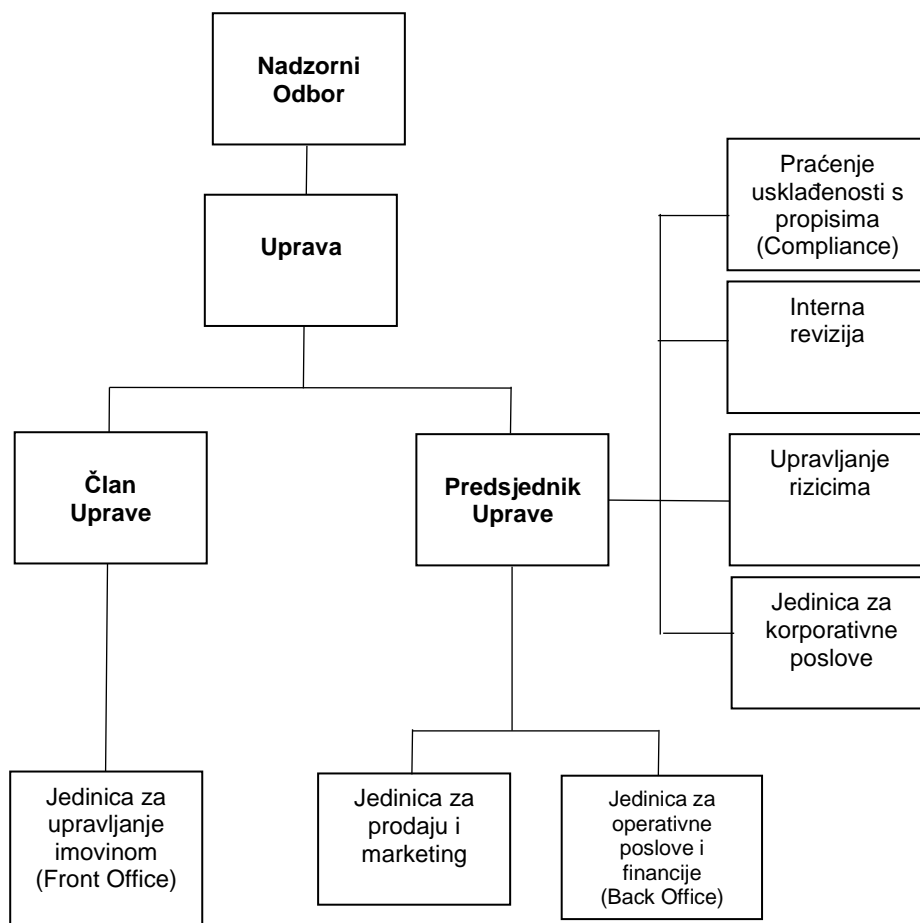 Nadzorni
Odbor
Uprava
Praćenje
usklađenosti s
propisima
(Compliance)
Interna
revizija
Član
Uprave
Predsjednik
Uprave
Upravljanje
rizicima
Jedinica za
korporativne
poslove
Jedinica za
upravljanje
imovinom
(Front Office)
Jedinica za
prodaju i
marketing
Jedinica za
operativne
poslove i
financije
(Back Office)